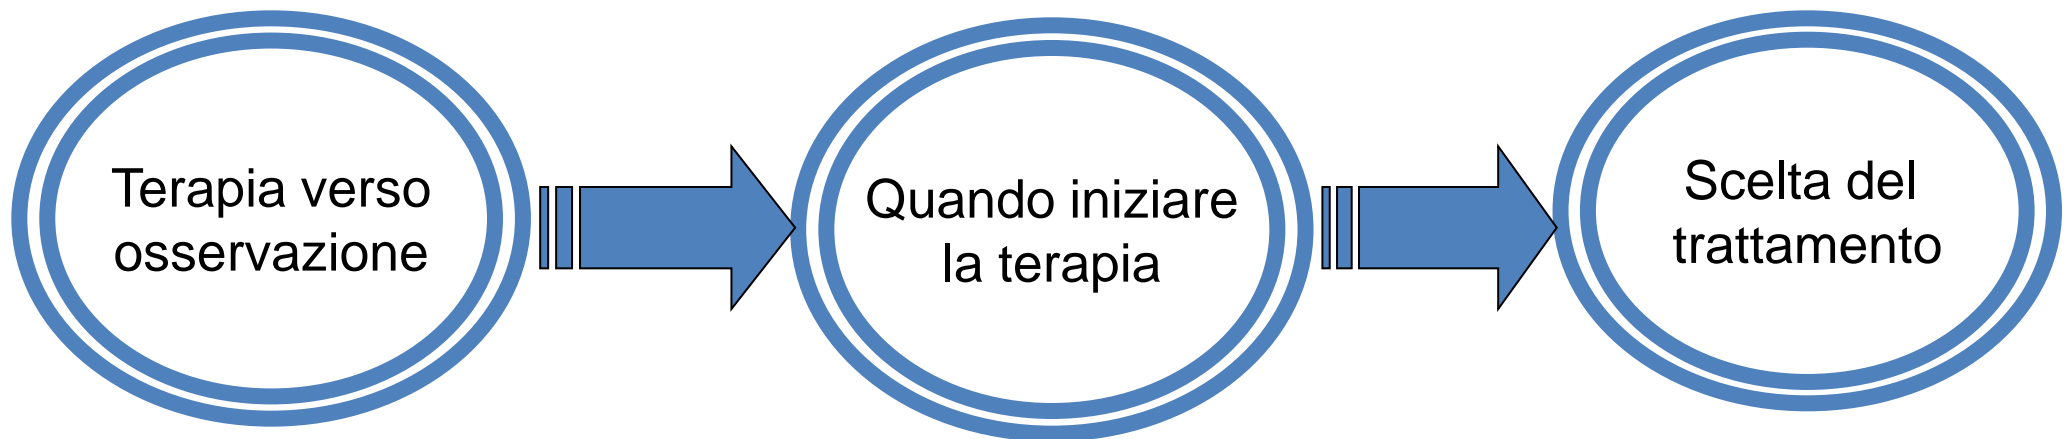 Terapia verso
osservazione
Quando iniziare
la terapia
Scelta del
trattamento